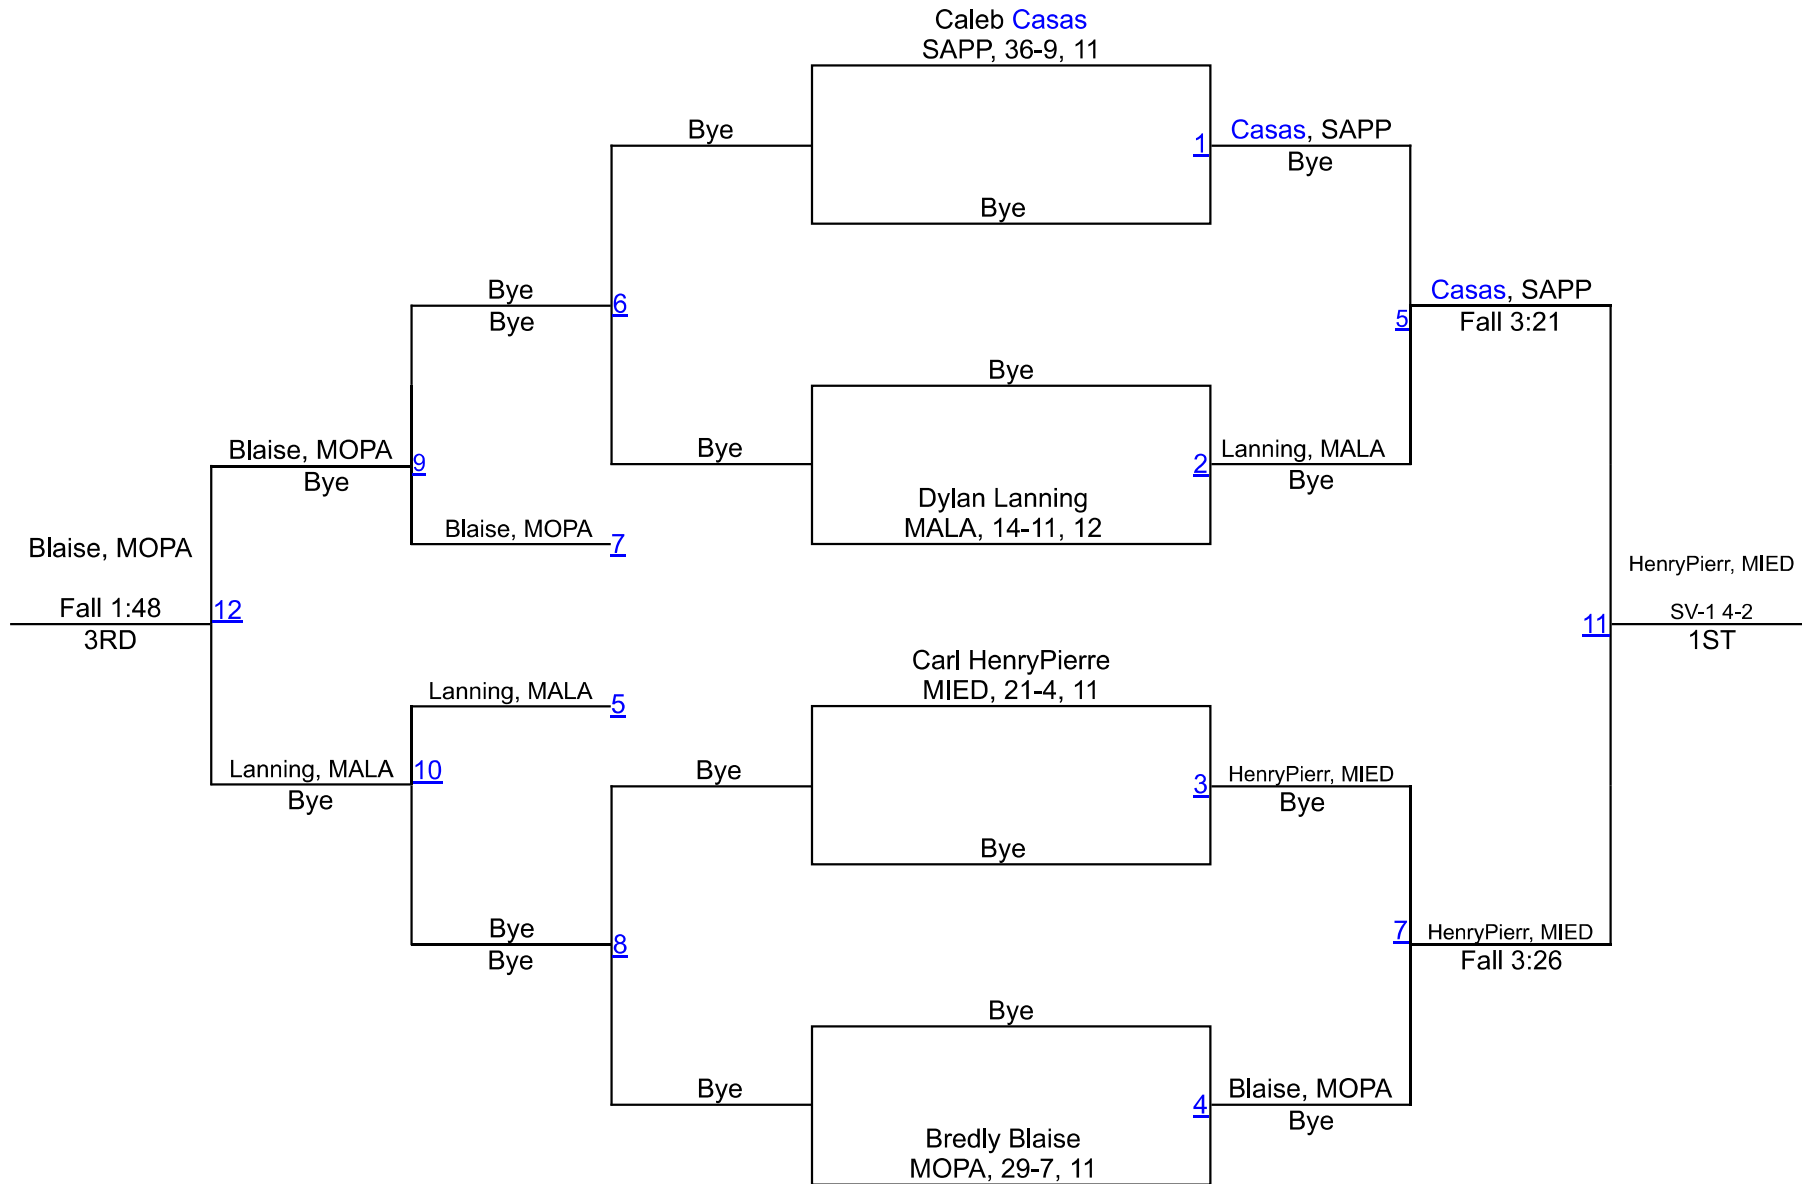 Caleb Casas
SAPP, 36-9, 11
Bye
1
Casas, SAPP
Bye
Bye
Bye
Bye
6
Casas, SAPP
5
Fall 3:21
Bye
Blaise, MOPA
9
Bye
Bye
2
Lanning, MALA
Bye
Dylan Lanning
MALA, 14-11, 12
Blaise, MOPA
7
Blaise, MOPA
Fall 1:48
12
3RD
HenryPierr, MIED
SV-1 4-2
11
1ST
Carl HenryPierre
MIED, 21-4, 11
Lanning, MALA
5
Lanning, MALA
10
Bye
Bye
3
HenryPierr, MIED
Bye
Bye
Bye
8
Bye
7
HenryPierr, MIED
Fall 3:26
Bye
Bye
4
Blaise, MOPA
Bye
Bredly Blaise
MOPA, 29-7, 11